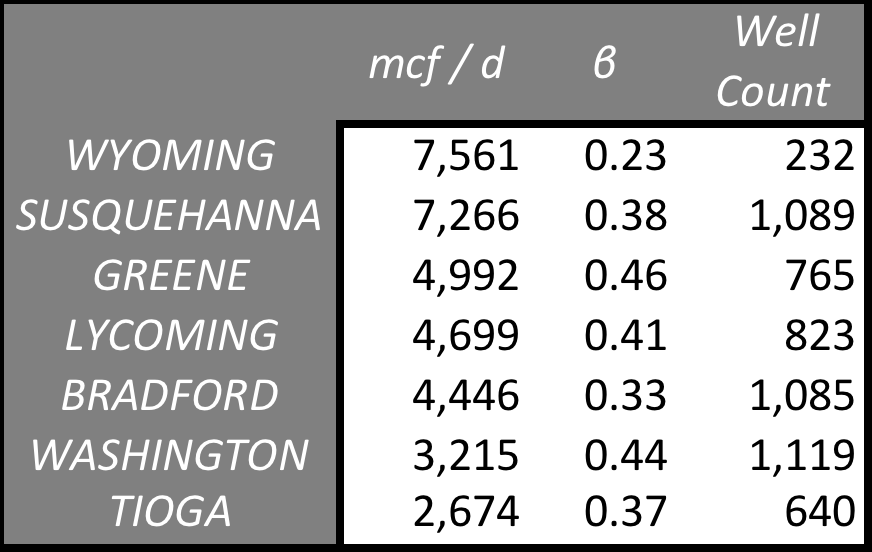 mcf / d β Well Count
WYOMING 7,561 0.23 232
SUSQUEHANNA 7,266 0.38 1,089
GREENE 4,992 0.46 765
LYCOMING 4,699 0.41 823
BRADFORD 4,446 0.33 1,085
WASHINGTON 3,215 0.44 1,119
TIOGA 2,674 0.37 640